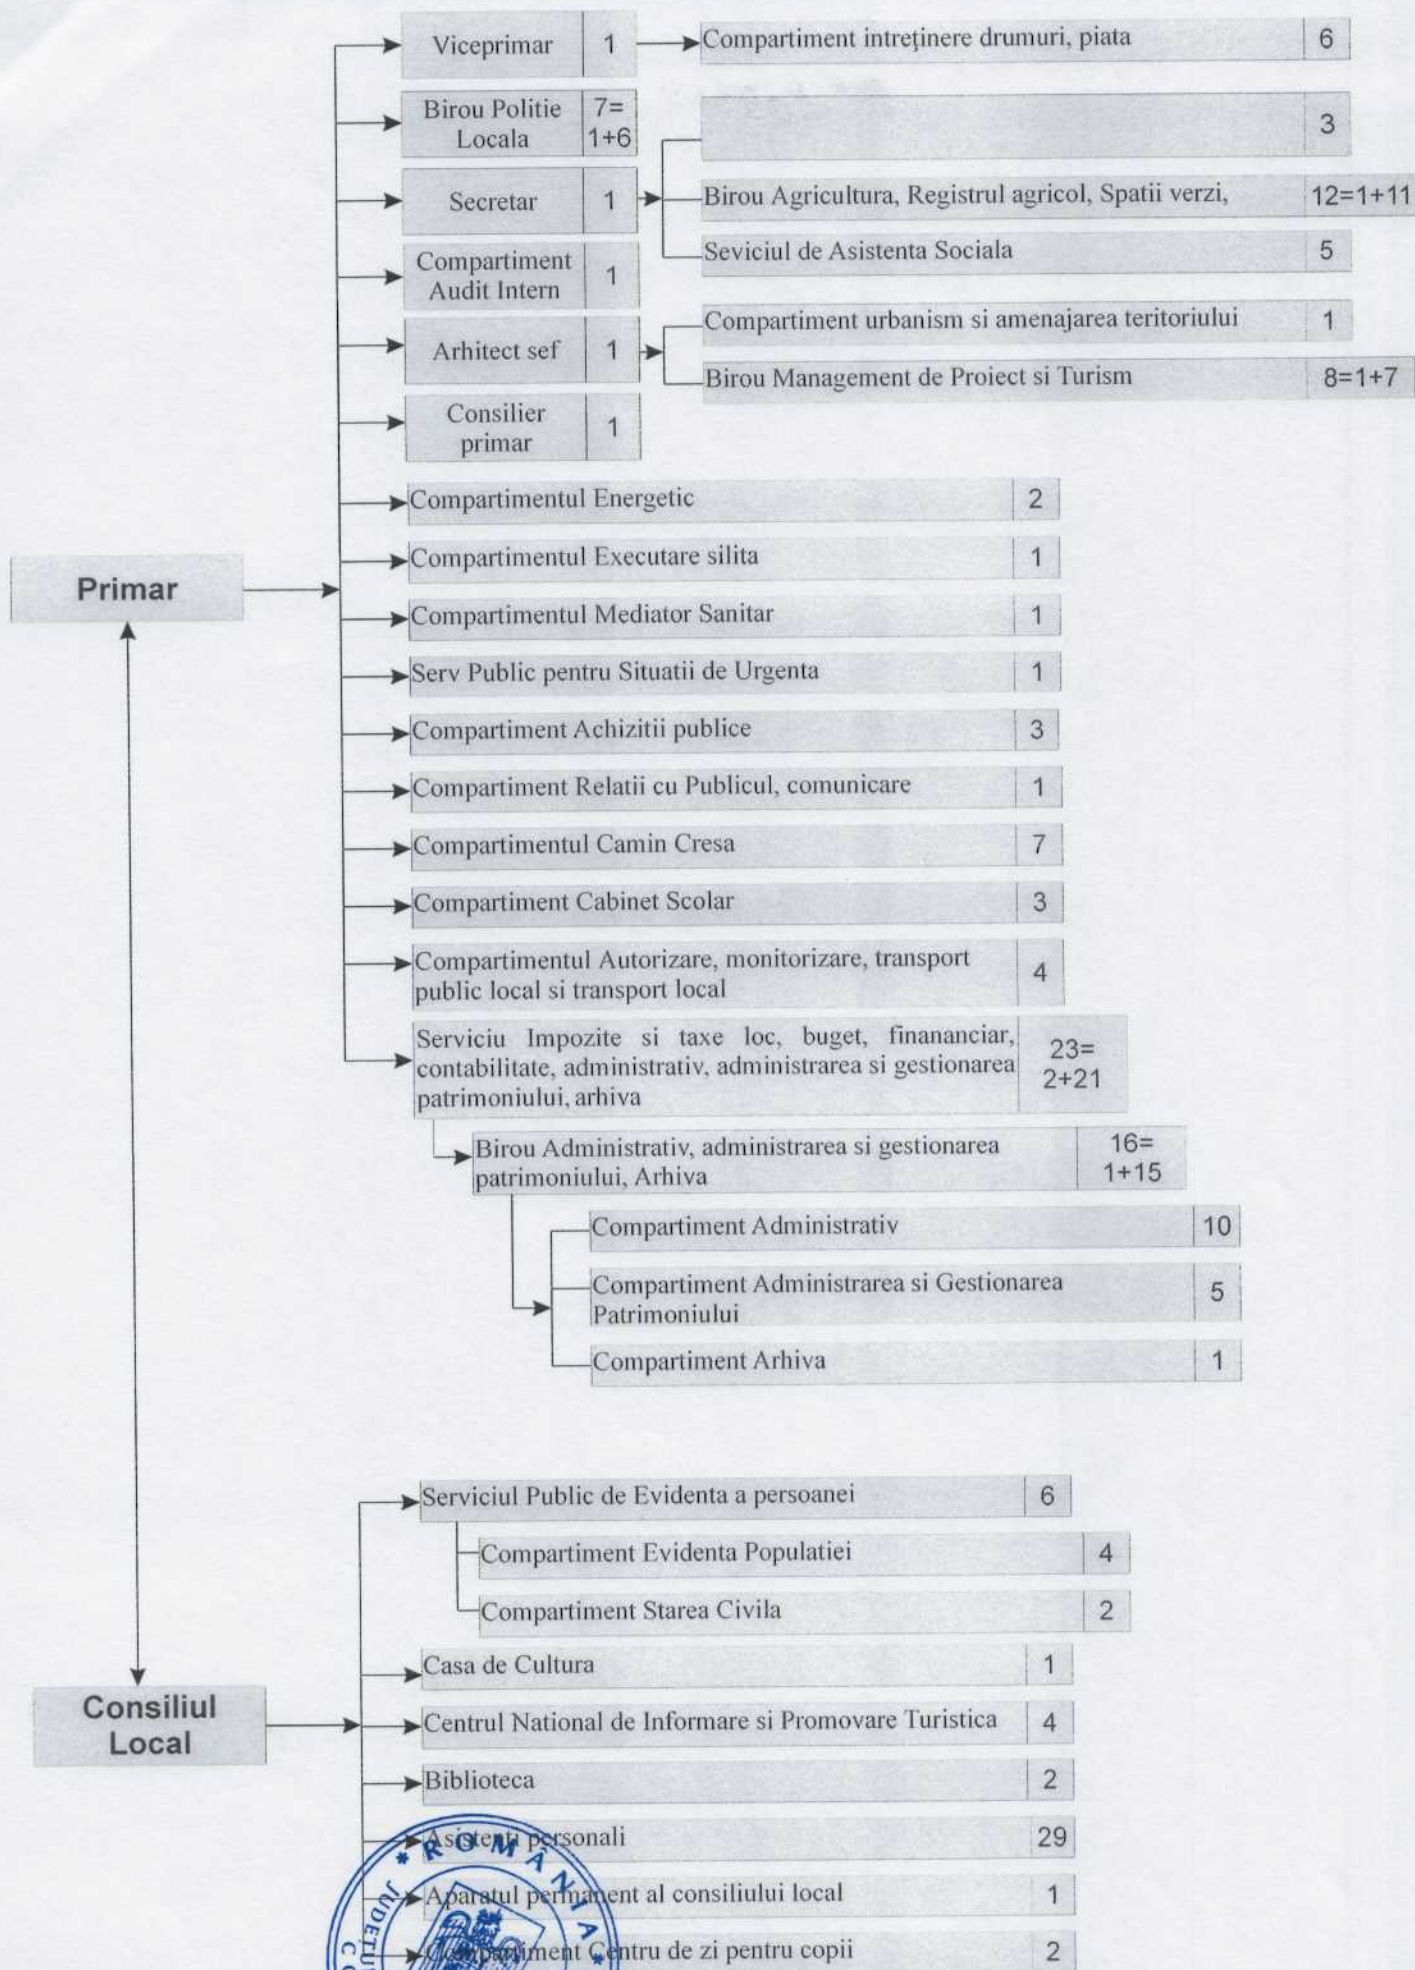 Viceprimar 1
Compartiment intreţinere drumuri, piata 6
Birou Politie 7=
Locala 1+6
3
Secretar 1
Birou Agricultura, Registrul agricol, Spatii verzi, 12=1+11
Seviciul de Asistenta Sociala 5
Compartiment
Audit Intern 1
Arhitect sef 1
Compartiment urbanism si amenajarea teritoriului 1
Birou Management de Proiect si Turism 8=1+7
Consilier
primar 1
Compartimentul Energetic 2
Compartimentul Executare silita 1
Primar
Compartimentul Mediator Sanitar 1
Serv Public pentru Situatii de Urgenta 1
Compartiment Achizitii publice 3
Compartiment Relatii cu Publicul, comunicare 1
Compartimentul Camin Cresa 7
Compartiment Cabinet Scolar 3
Compartimentul Autorizare, monitorizare, transport
public local si transport local 4
Serviciu Impozite si taxe loc, buget, finananciar,
contabilitate, administrativ, administrarea si gestionarea
patrimoniului, arhiva
23=
2+21
Birou Administrativ, administrarea si gestionarea
patrimoniului, Arhiva
16=
1+15
Compartiment Administrativ 10
Compartiment Administrarea si Gestionarea
Patrimoniului 5
Compartiment Arhiva 1
Serviciul Public de Evidenta a persoanei 6
Compartiment Evidenta Populatiei 4
Compartiment Starea Civila 2
Casa de Cultura 1
Consiliul
Local
Centrul National de Informare si Promovare Turistica 4
Biblioteca 2
Asistenti personali 29
Aparatul permanent al consiliului local 1
Compartiment Centru de zi pentru copii 2
* ROMÂNIA *